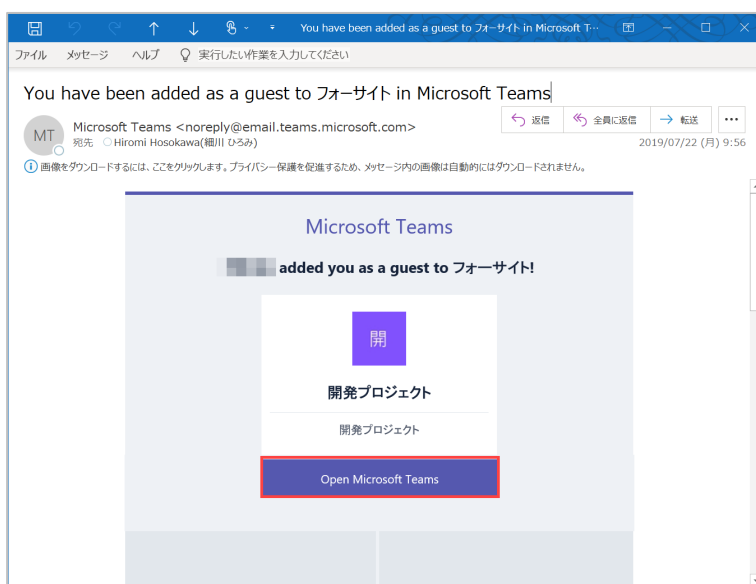 You have been added as a guest to フォーサイト in Microsoft T…
ファイル メッセージ ヘルプ 実行したい作業を入力してください
You have been added as a guest to フォーサイト in Microsoft Teams
MT
Microsoft Teams <noreply@email.teams.microsoft.com>
宛先 Hiromi Hosokawa(細川 ひろみ)
返信 全員に返信 転送 …
2019/07/22 (月) 9:56
画像をダウンロードするには、ここをクリックします。プライバシー保護を促進するため、メッセージ内の画像は自動的にはダウンロードされません。
Microsoft Teams
added you as a guest to フォーサイト!
開
開発プロジェクト
開発プロジェクト
Open Microsoft Teams